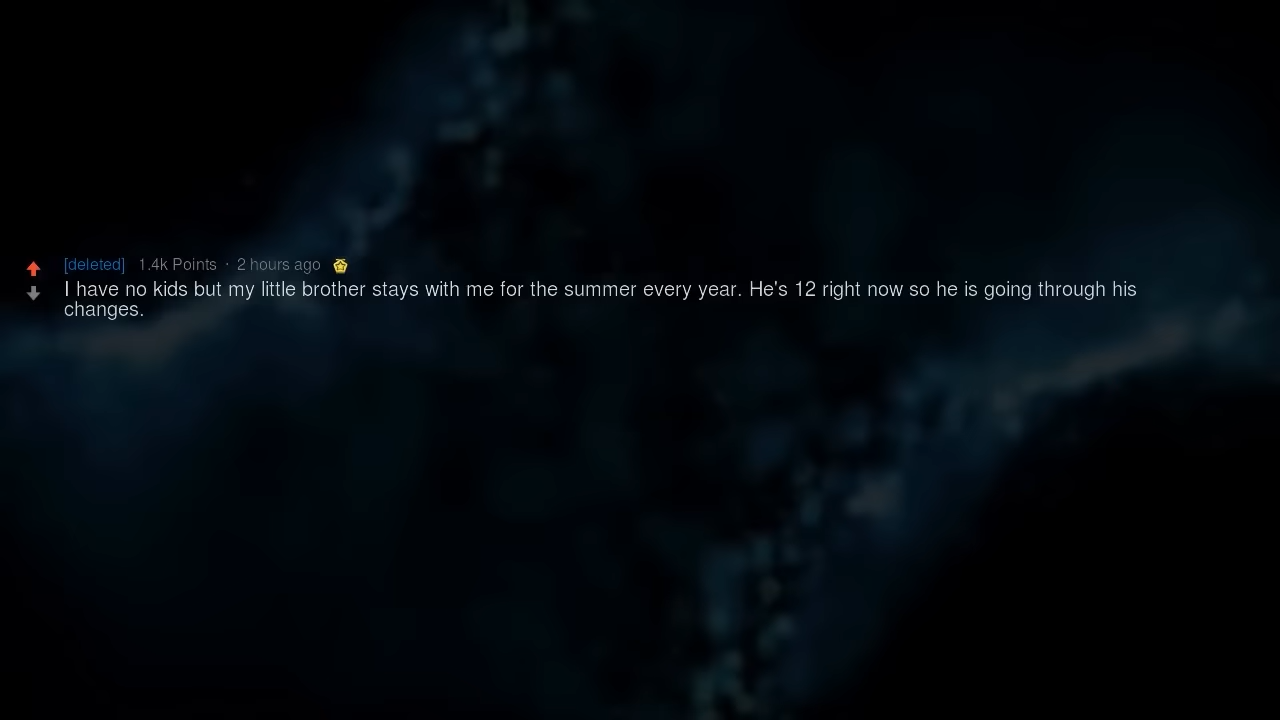 [deleted] 1.4k Points · 2 hours ago
I have no kids but my little brother stays with me for the summer every year. He's 12 right now so he is going through his
changes.